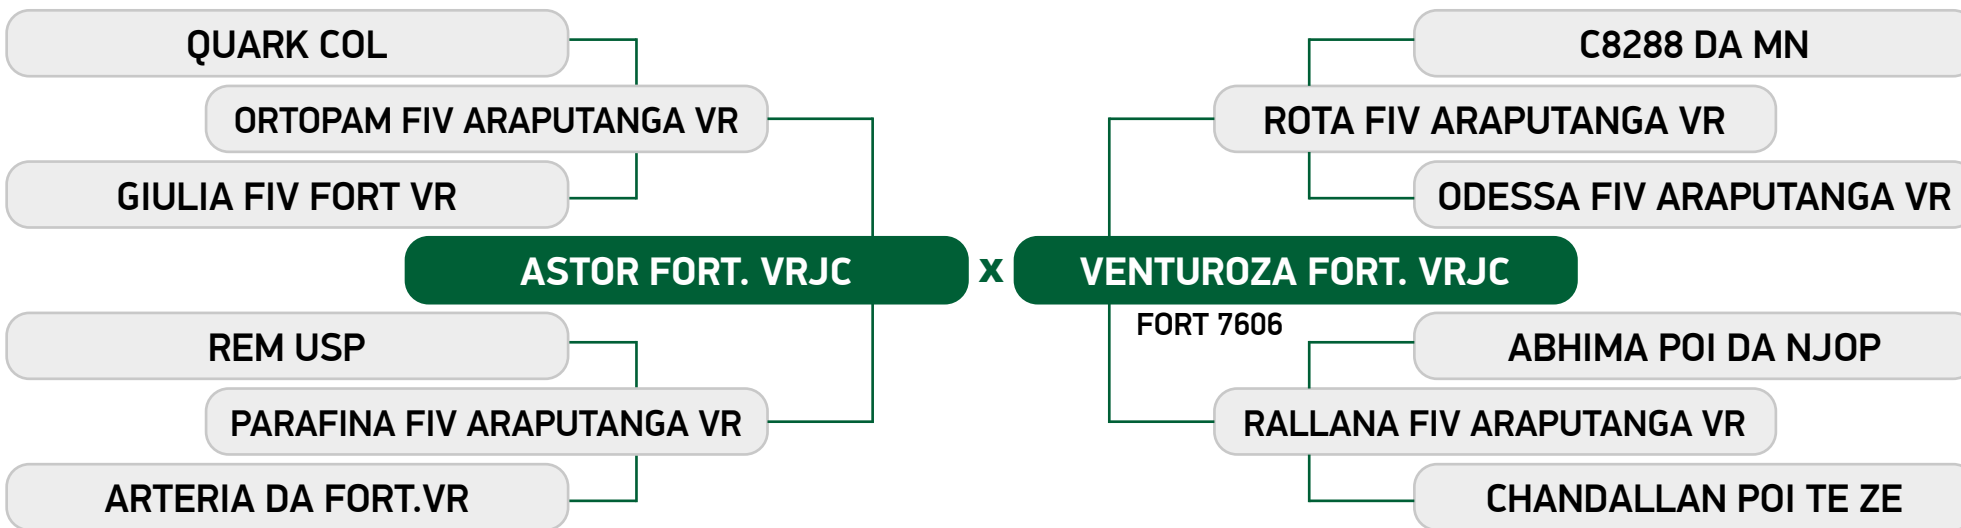 QUARK COL
C8288 DA MN
ORTOPAM FIV ARAPUTANGA VR
ROTA FIV ARAPUTANGA VR
GIULIA FIV FORT VR
ODESSA FIV ARAPUTANGA VR
ASTOR FORT. VRJC
x
VENTUROZA FORT. VRJC
FORT 7606
REM USP
ABHIMA POI DA NJOP
PARAFINA FIV ARAPUTANGA VR
RALLANA FIV ARAPUTANGA VR
ARTERIA DA FORT.VR
CHANDALLAN POI TE ZE